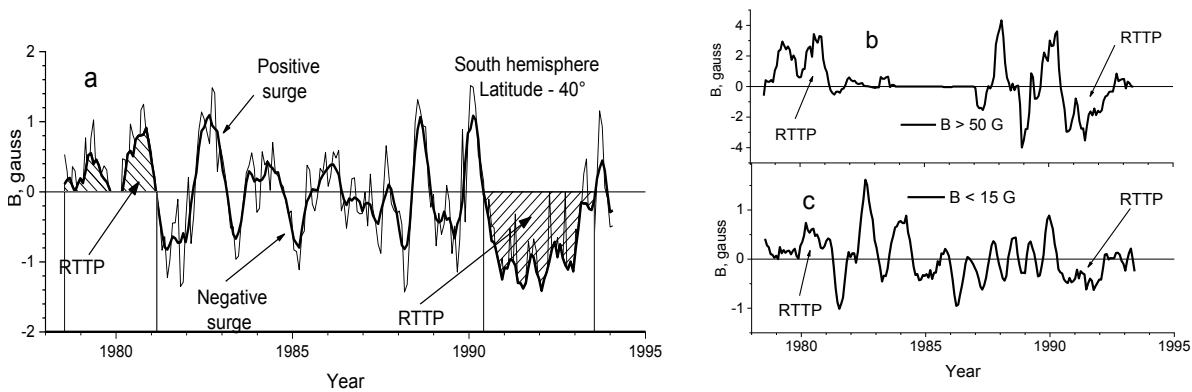 a
Positive
surge
South hemisphere
Latitude - 40°
B, gauss
2
1
0
-1
-2
RTTP
Negative
surge
RTTP
1980
1985
1990
1995
Year
b
RTTP
RTTP
B > 50 G
B, gauss
4
2
0
-2
-4
c
B < 15 G
RTTP
RTTP
B, gauss
1
0
-1
1980
1985
1990
1995
Year